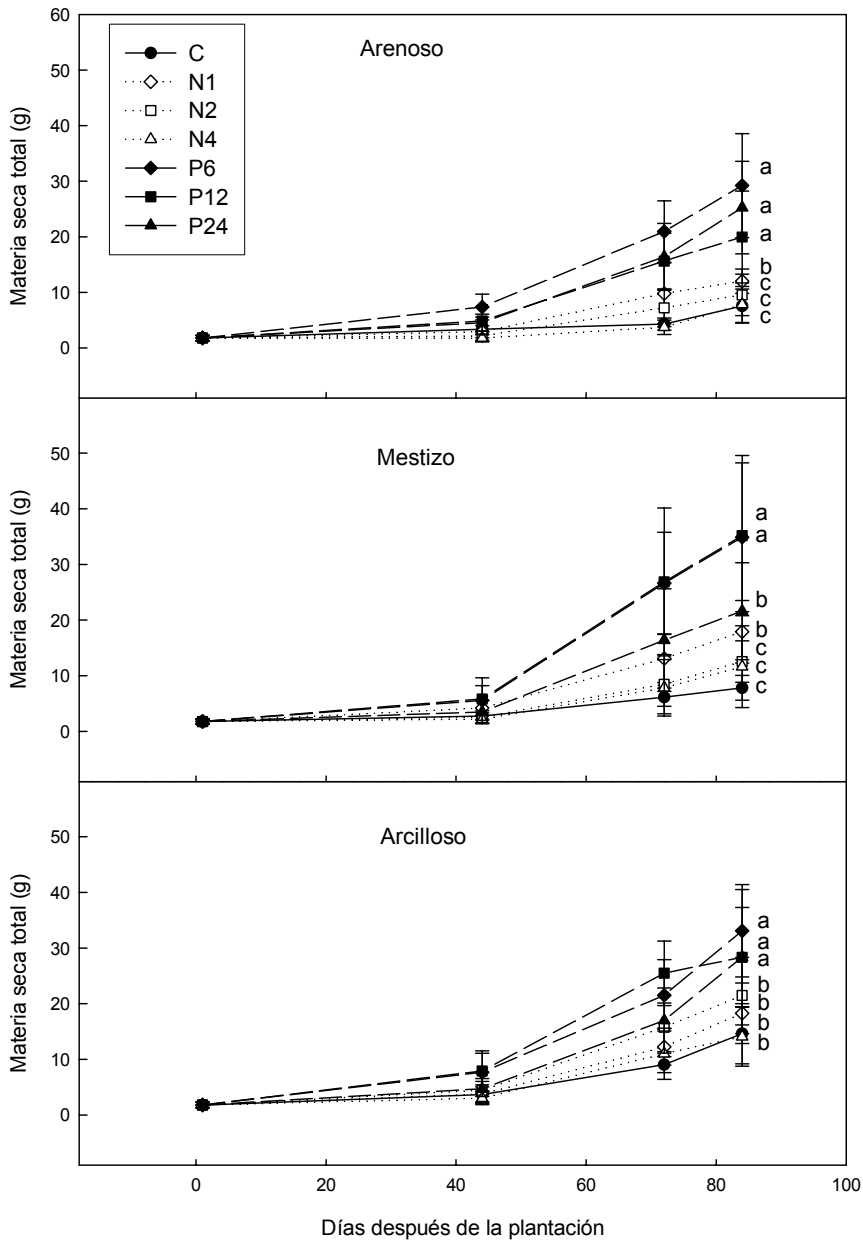 60
50
40
30
20
10
0
Materia seca total (g)
C
N1
N2
N4
P6
P12
P24
Arenoso
a
a
a
b
c
c
c
50
40
30
20
10
0
Materia seca total (g)
Mestizo
a
a
b
b
c
c
c
50
40
30
20
10
0
Materia seca total (g)
Arcilloso
a
a
a
b
b
b
b
0
20
40
60
80
100
Días después de la plantación